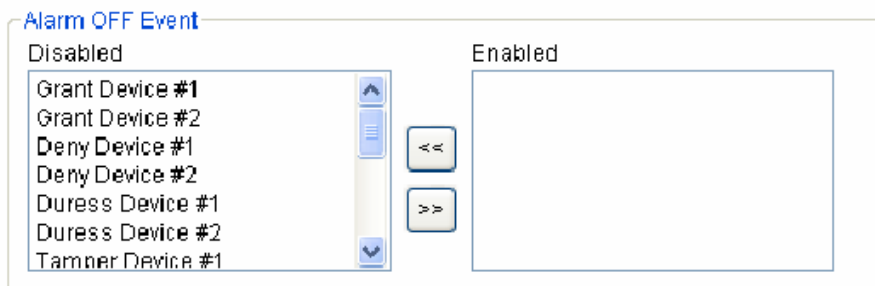 Alarm OFF Event
Disabled
Enabled
Grant Device #1
Grant Device #2
Deny Device #1
Deny Device #2
Duress Device #1
Duress Device #2
Tamper Device #1
<<
>>